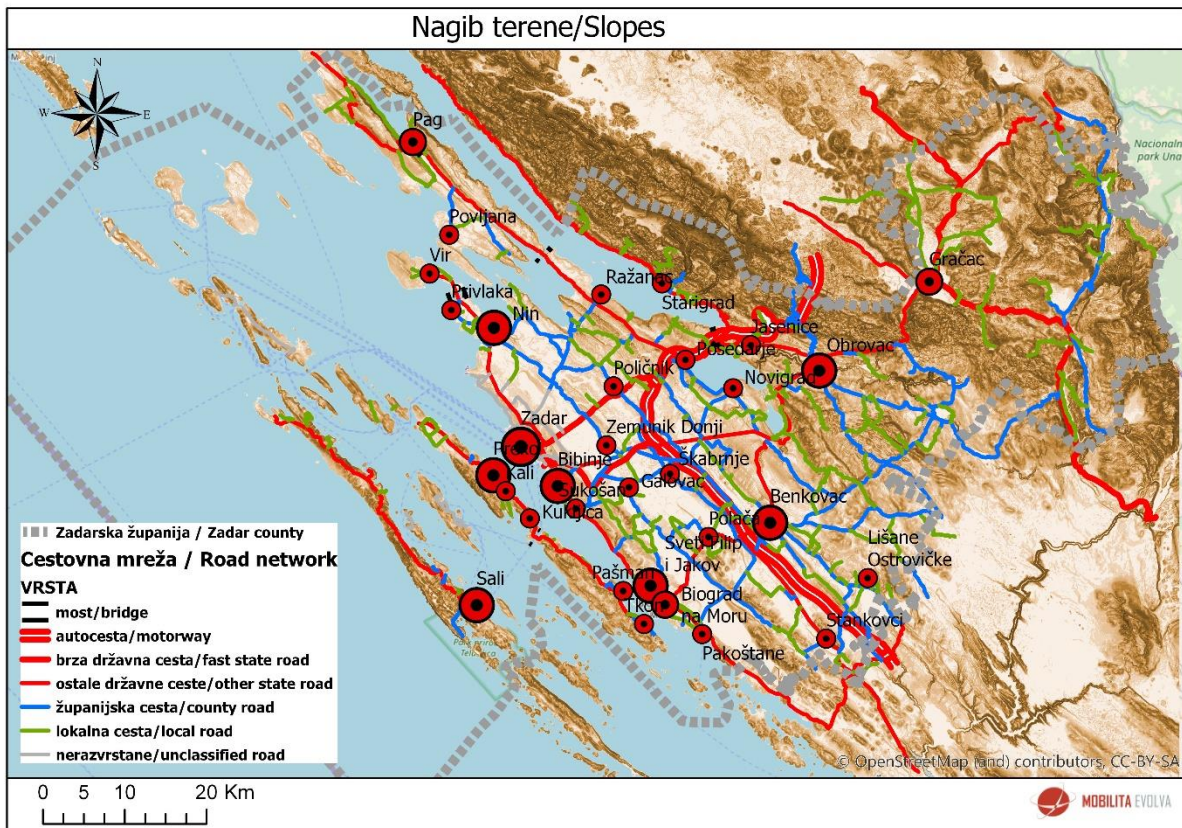 Nagib terene/Slopes
N
W
E
S
Pag
Nacionalni
park Una
Povljana
Vir
Gračac
Ražanac
Privlaka
Starigrad
Nin
Jasenice
Posedarje
Obrovac
Poličnik
Novigrad
Zadar
Zemunik Donji
Preko
Bibinje
Škabrnje
Kali
Galovac
Sukošan
Benkovac
Kukljica
Polača
Lišane
Ostrovičke
Sveti Filip
i Jakov
Sali
Pašman
Biograd
na Moru
Tkon
Stankovci
Pakoštane
Zadarska županija / Zadar county
Cestovna mreža / Road network
VRSTA
most/bridge
autocesta/motorway
brza državna cesta/fast state road
ostale državne ceste/other state road
županijska cesta/county road
lokalna cesta/local road
nerazvrstane/unclassified road
© OpenStreetMap (and) contributors, CC-BY-SA
0 5 10 20 Km
MOBILITA EVOLVA